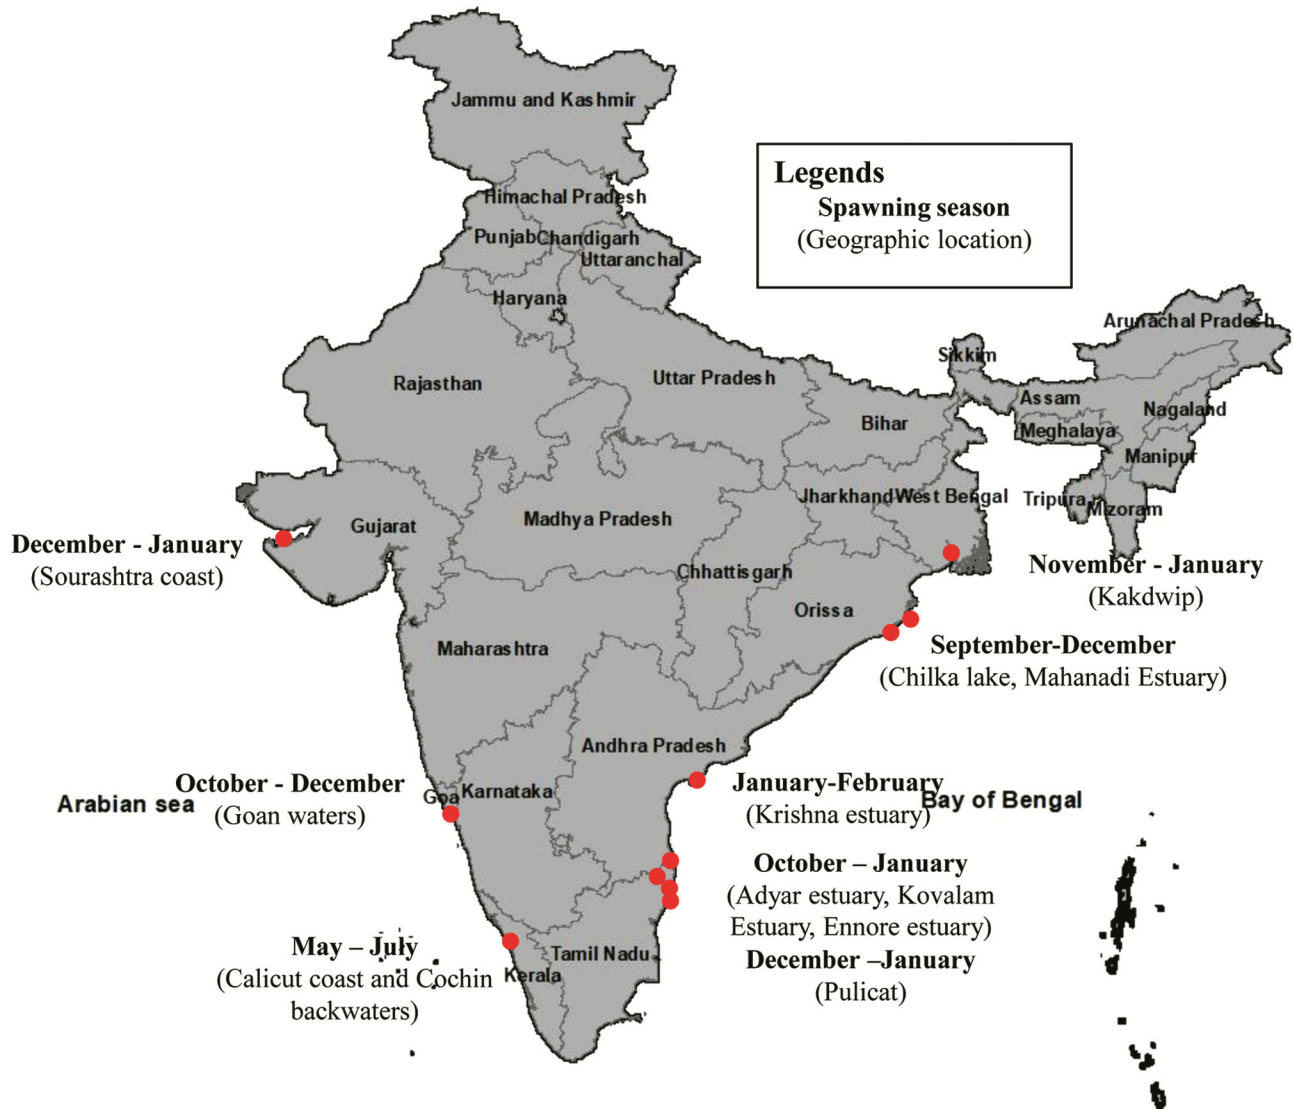 Jammu and Kashmir
Legends
Spawning season
(Geographic location)
Himachal Pradesh
Punjab
Chandigarh
Uttaranchal
Haryana
Arunachal Pradesh
Sikkim
Rajasthan
Uttar Pradesh
Assam
Nagaland
Bihar
Meghalaya
Manipur
Jharkhand
West Bengal
Tripura
Mizoram
Gujarat
Madhya Pradesh
December - January
(Sourashtra coast)
Chhattisgarh
November - January
(Kakdwip)
Orissa
Maharashtra
September-December
(Chilka lake, Mahanadi Estuary)
Andhra Pradesh
October - December
(Goan waters)
Goa
Karnataka
January-February
(Krishna estuary)
Arabian sea
Bay of Bengal
October – January
(Adyar estuary, Kovalam
Estuary, Ennore estuary)
December –January
(Pulicat)
May – July
(Calicut coast and Cochin
backwaters)
Tamil Nadu
Kerala